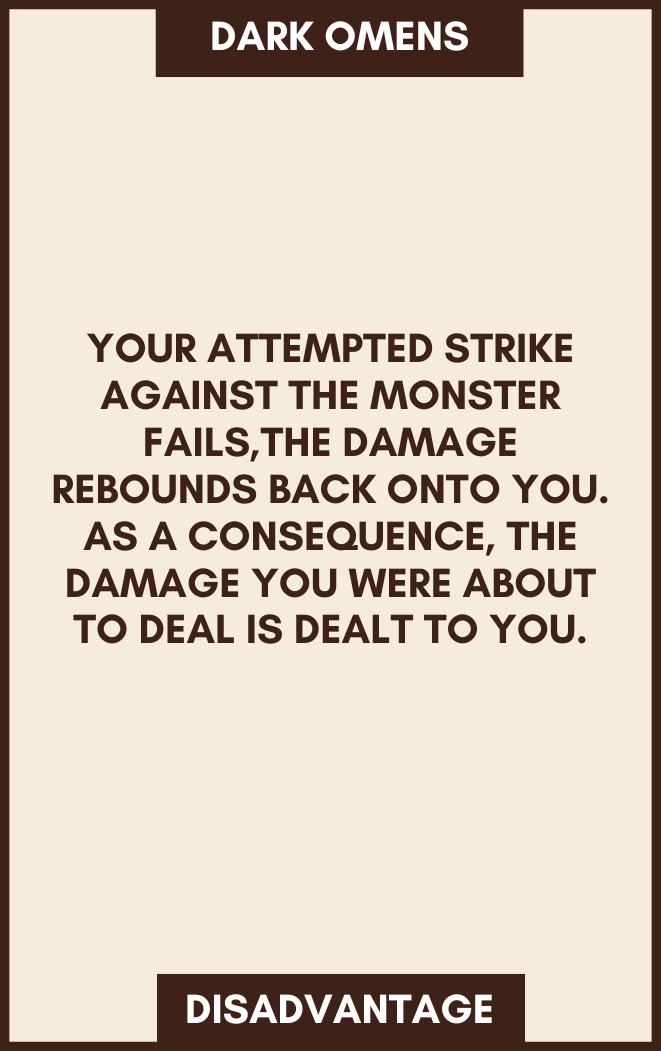 DARK OMENS
YOUR ATTEMPTED STRIKE
AGAINST THE MONSTER
FAILS,THE DAMAGE
REBOUNDS BACK ONTO YOU.
AS A CONSEQUENCE, THE
DAMAGE YOU WERE ABOUT
TO DEAL IS DEALT TO YOU.
DISADVANTAGE